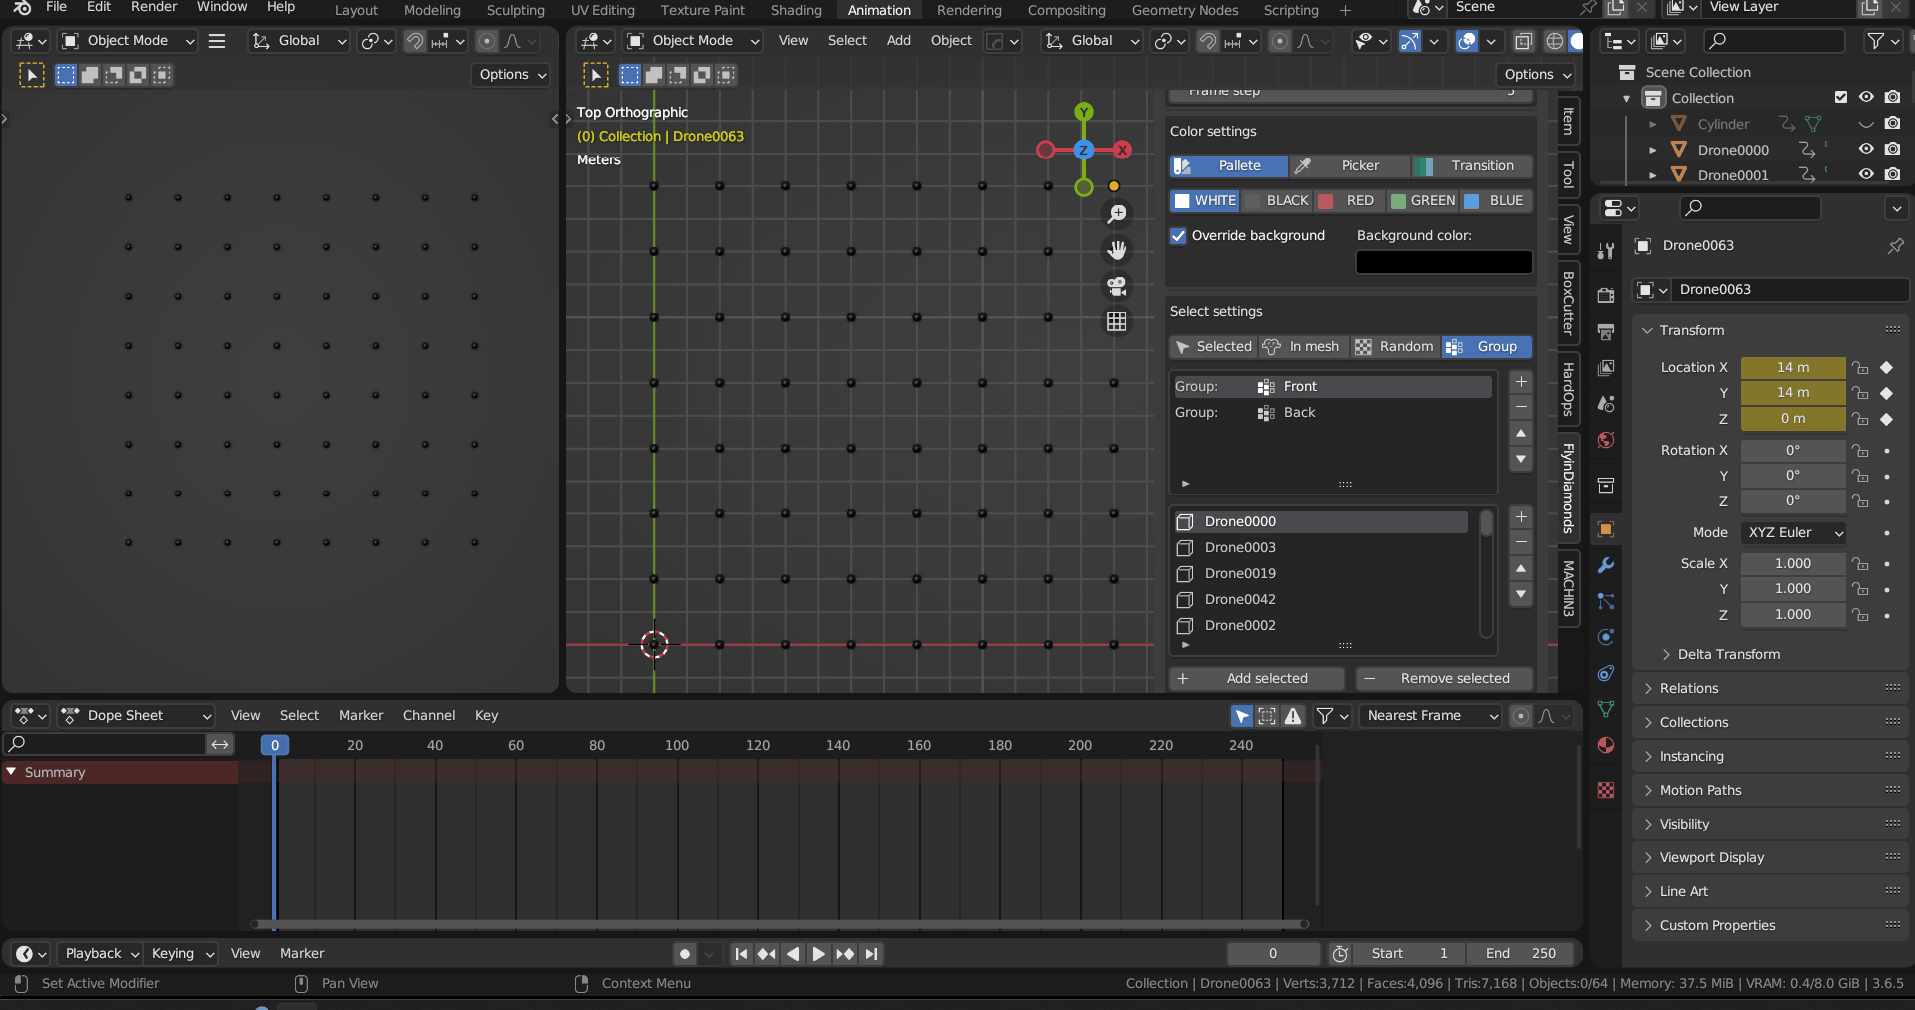 File Edit Render Window Help Layout Modeling Sculpting UV Editing Texture Paint Shading Animation Rendering Compositing Geometry Nodes Scripting + Scene View Layer
Object Mode Global
Options
Object Mode View Select Add Object Global
Options
Top Orthographic
(0) Collection | Drone0063
Meters
Y
X
Z
Frame step 5
Color settings
Pallete Picker Transition
WHITE BLACK RED GREEN BLUE
Override background Background color:
Select settings
Selected In mesh Random Group
Group: Front
Group: Back
Drone0000
Drone0003
Drone0019
Drone0042
Drone0002
Add selected Remove selected
Item
Tool
View
BoxCutter
HardOps
FlyinDiamonds
MACHIN3
Scene Collection
Collection
Cylinder
Drone0000
Drone0001
Drone0063
Drone0063
Transform
Location X 14 m
Y 14 m
Z 0 m
Rotation X 0°
Y 0°
Z 0°
Mode XYZ Euler
Scale X 1.000
Y 1.000
Z 1.000
Delta Transform
Relations
Collections
Instancing
Motion Paths
Visibility
Viewport Display
Line Art
Custom Properties
Dope Sheet View Select Marker Channel Key Nearest Frame
0 20 40 60 80 100 120 140 160 180 200 220 240
Summary
Playback Keying View Marker 0 Start 1 End 250
Set Active Modifier Pan View Context Menu Collection | Drone0063 | Verts:3,712 | Faces:4,096 | Tris:7,168 | Objects:0/64 | Memory: 37.5 MiB | VRAM: 0.4/8.0 GiB | 3.6.5